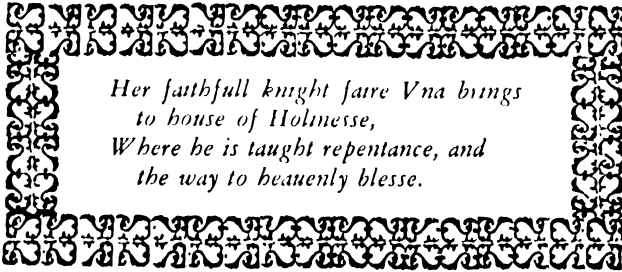 Her faithfull knight faire Vna brings
to house of Holinesse,
Where he is taught repentance, and
the way to heauenly blesse.